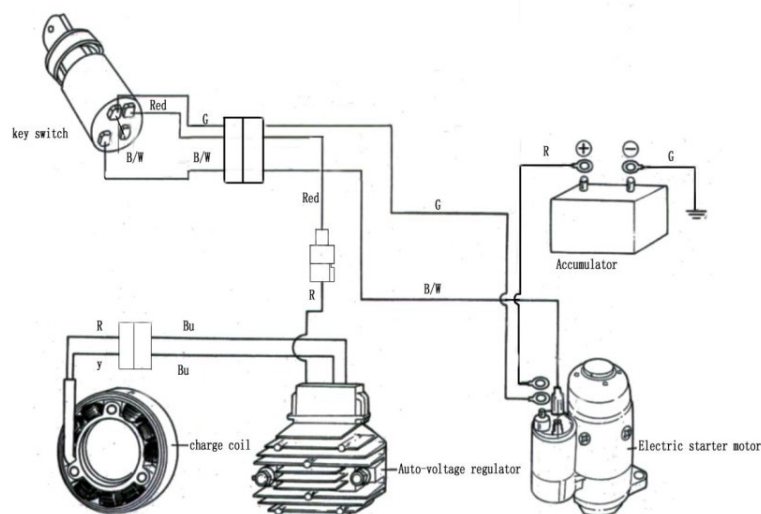 key switch
Red
G
B/W
B/W
Red
R
G
B/W
R
+
−
G
Accumulator
R
Bu
y
Bu
charge coil
Auto-voltage regulator
Electric starter motor